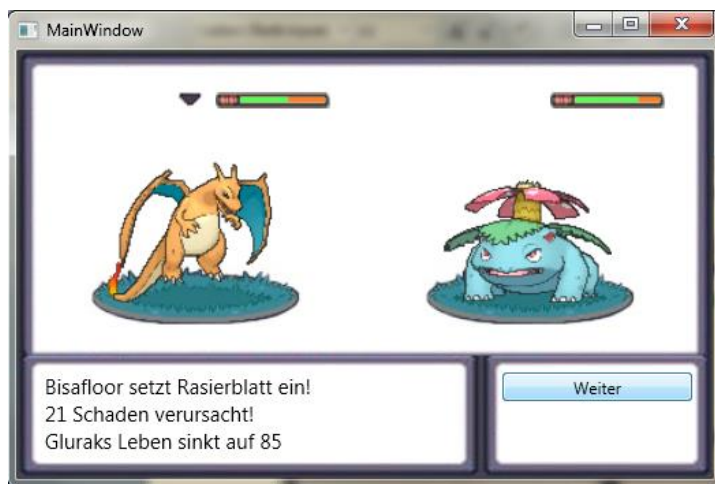 MainWindow
Bisafloor setzt Rasierblatt ein!
21 Schaden verursacht!
Gluraks Leben sinkt auf 85
Weiter